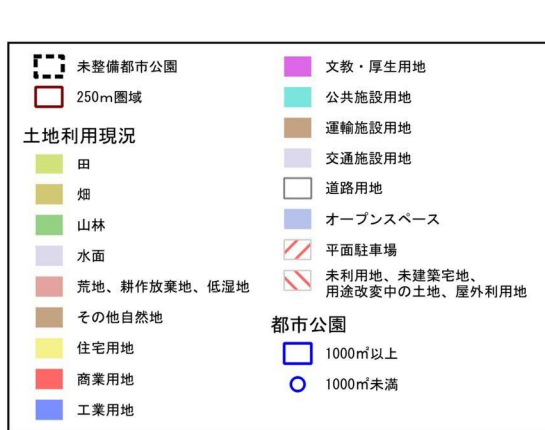 未整備都市公園
250m圏域
土地利用現況
田
畑
山林
水面
荒地、耕作放棄地、低湿地
その他自然地
住宅用地
商業用地
工業用地
文教・厚生用地
公共施設用地
運輸施設用地
交通施設用地
道路用地
オープンスペース
平面駐車場
未利用地、未建築宅地、
用途改変中の土地、屋外利用地
都市公園
1000㎡以上
1000㎡未満